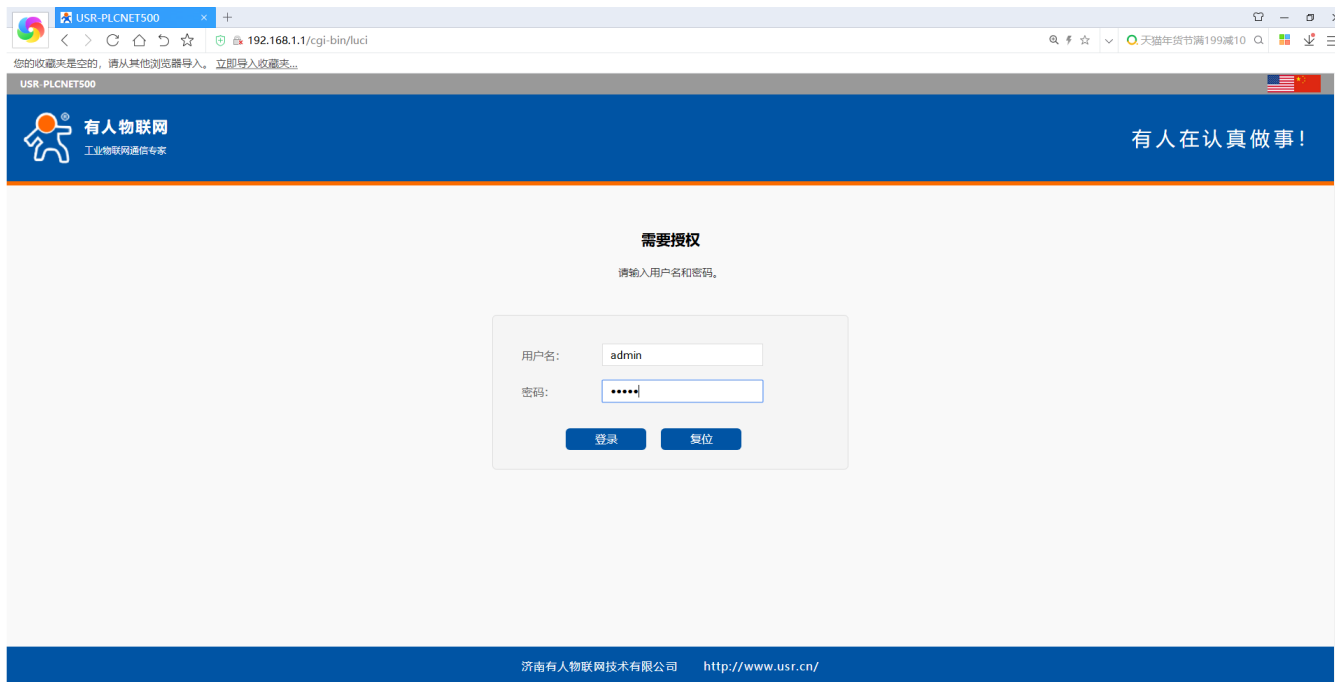 USR-PLCNET500
192.168.1.1/cgi-bin/luci
天猫年货节满199减10
您的收藏夹是空的，请从其他浏览器导入。 立即导入收藏夹...
USR-PLCNET500
有人物联网
®
工业物联网通信专家
有人在认真做事！
需要授权
请输入用户名和密码。
用户名： admin
密码： •••••
登录 复位
济南有人物联网技术有限公司 http://www.usr.cn/